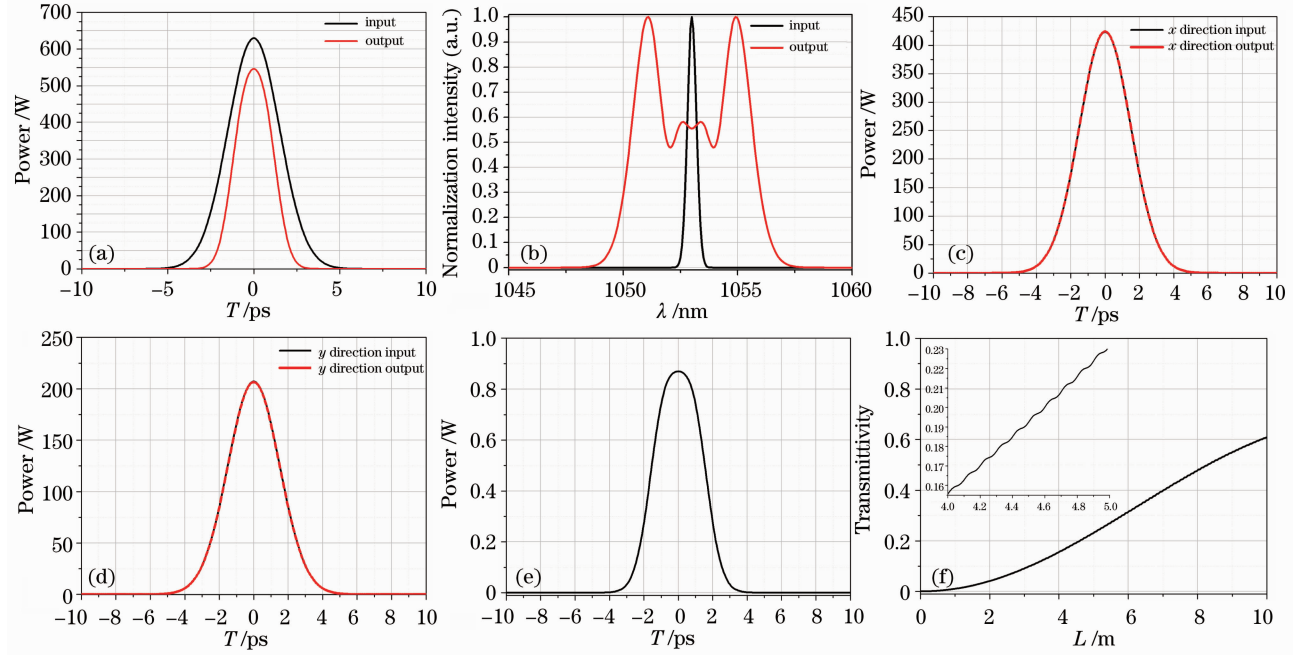 700
600
500
400
300
200
100
0
Power /W
input
output
(a)
−10
−5
0
5
10
T /ps
1.0
0.9
0.8
0.7
0.6
0.5
0.4
0.3
0.2
0.1
0
Normalization intensity (a.u.)
input
output
(b)
1045
1050
1055
1060
λ /nm
450
400
350
300
250
200
150
100
50
0
Power /W
x direction input
x direction output
(c)
−10 −8 −6 −4 −2 0 2 4 6 8 10
T /ps
250
200
150
100
50
0
Power /W
y direction input
y direction output
(d)
−10 −8 −6 −4 −2 0 2 4 6 8 10
T /ps
1.0
0.8
0.6
0.4
0.2
0
Power /W
(e)
−10 −8 −6 −4 −2 0 2 4 6 8 10
T /ps
1.0
0.8
0.6
0.4
0.2
0
Transmittivity
0.23
0.22
0.21
0.20
0.19
0.18
0.17
0.16
4.0 4.2 4.4 4.6 4.8 5.0
(f)
0 2 4 6 8 10
L /m